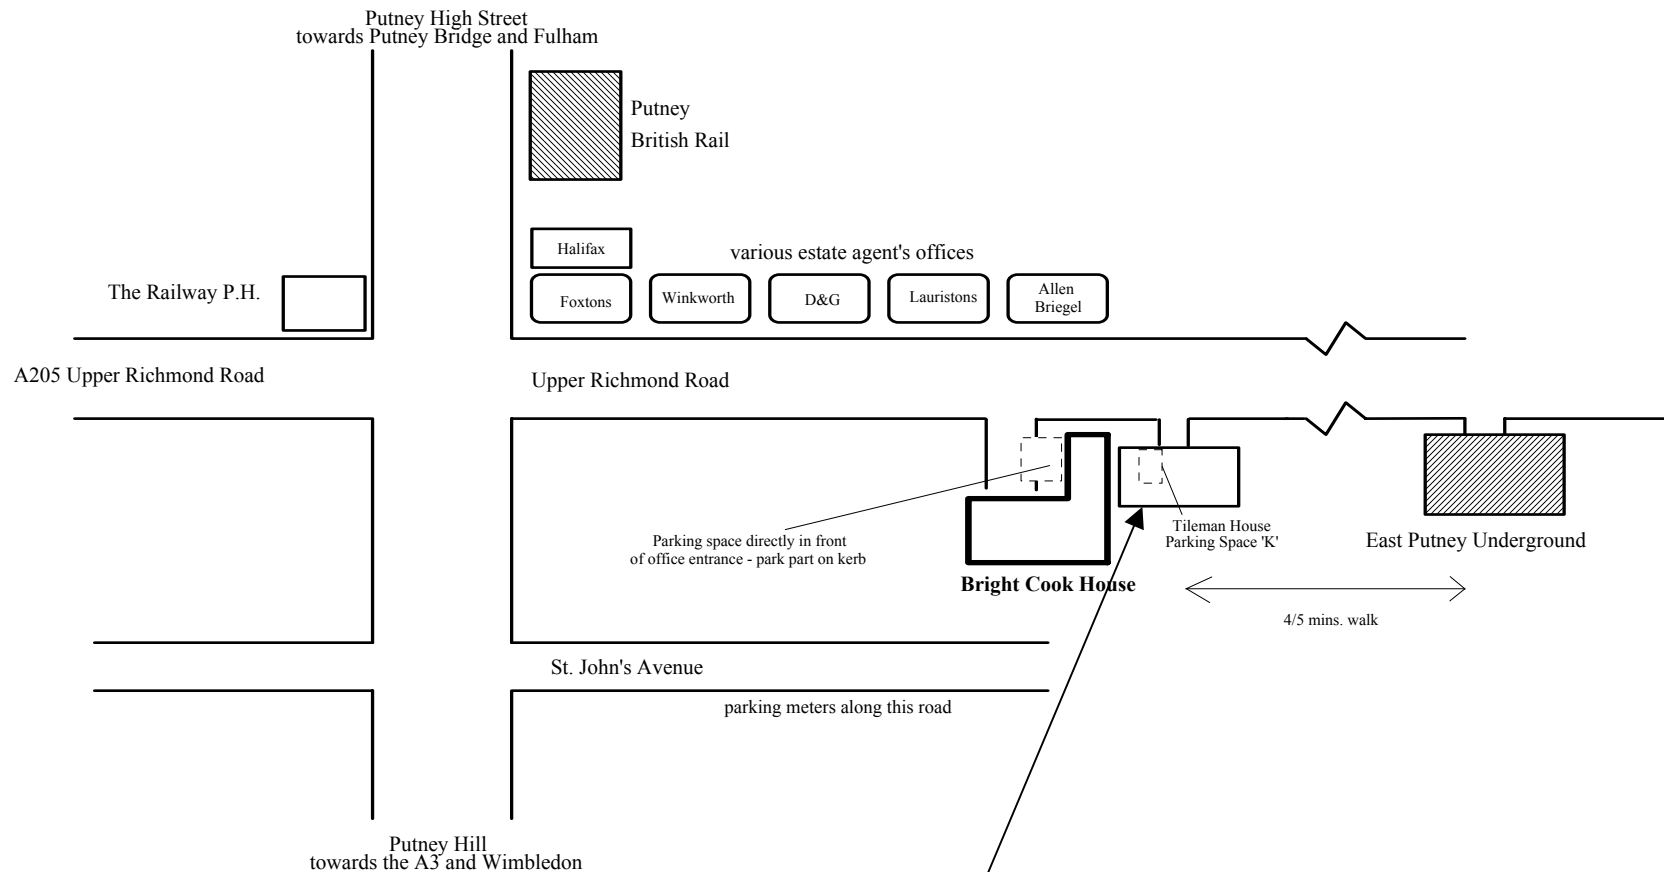 Putney High Street
towards Putney Bridge and Fulham
Putney
British Rail
Halifax
various estate agent's offices
The Railway P.H.
Foxtons
Winkworth
D&G
Lauristons
Allen
Briegel
A205 Upper Richmond Road
Upper Richmond Road
Parking space directly in front
of office entrance - park part on kerb
Tileman House
Parking Space 'K'
East Putney Underground
Bright Cook House
4/5 mins. walk
St. John's Avenue
parking meters along this road
Putney Hill
towards the A3 and Wimbledon